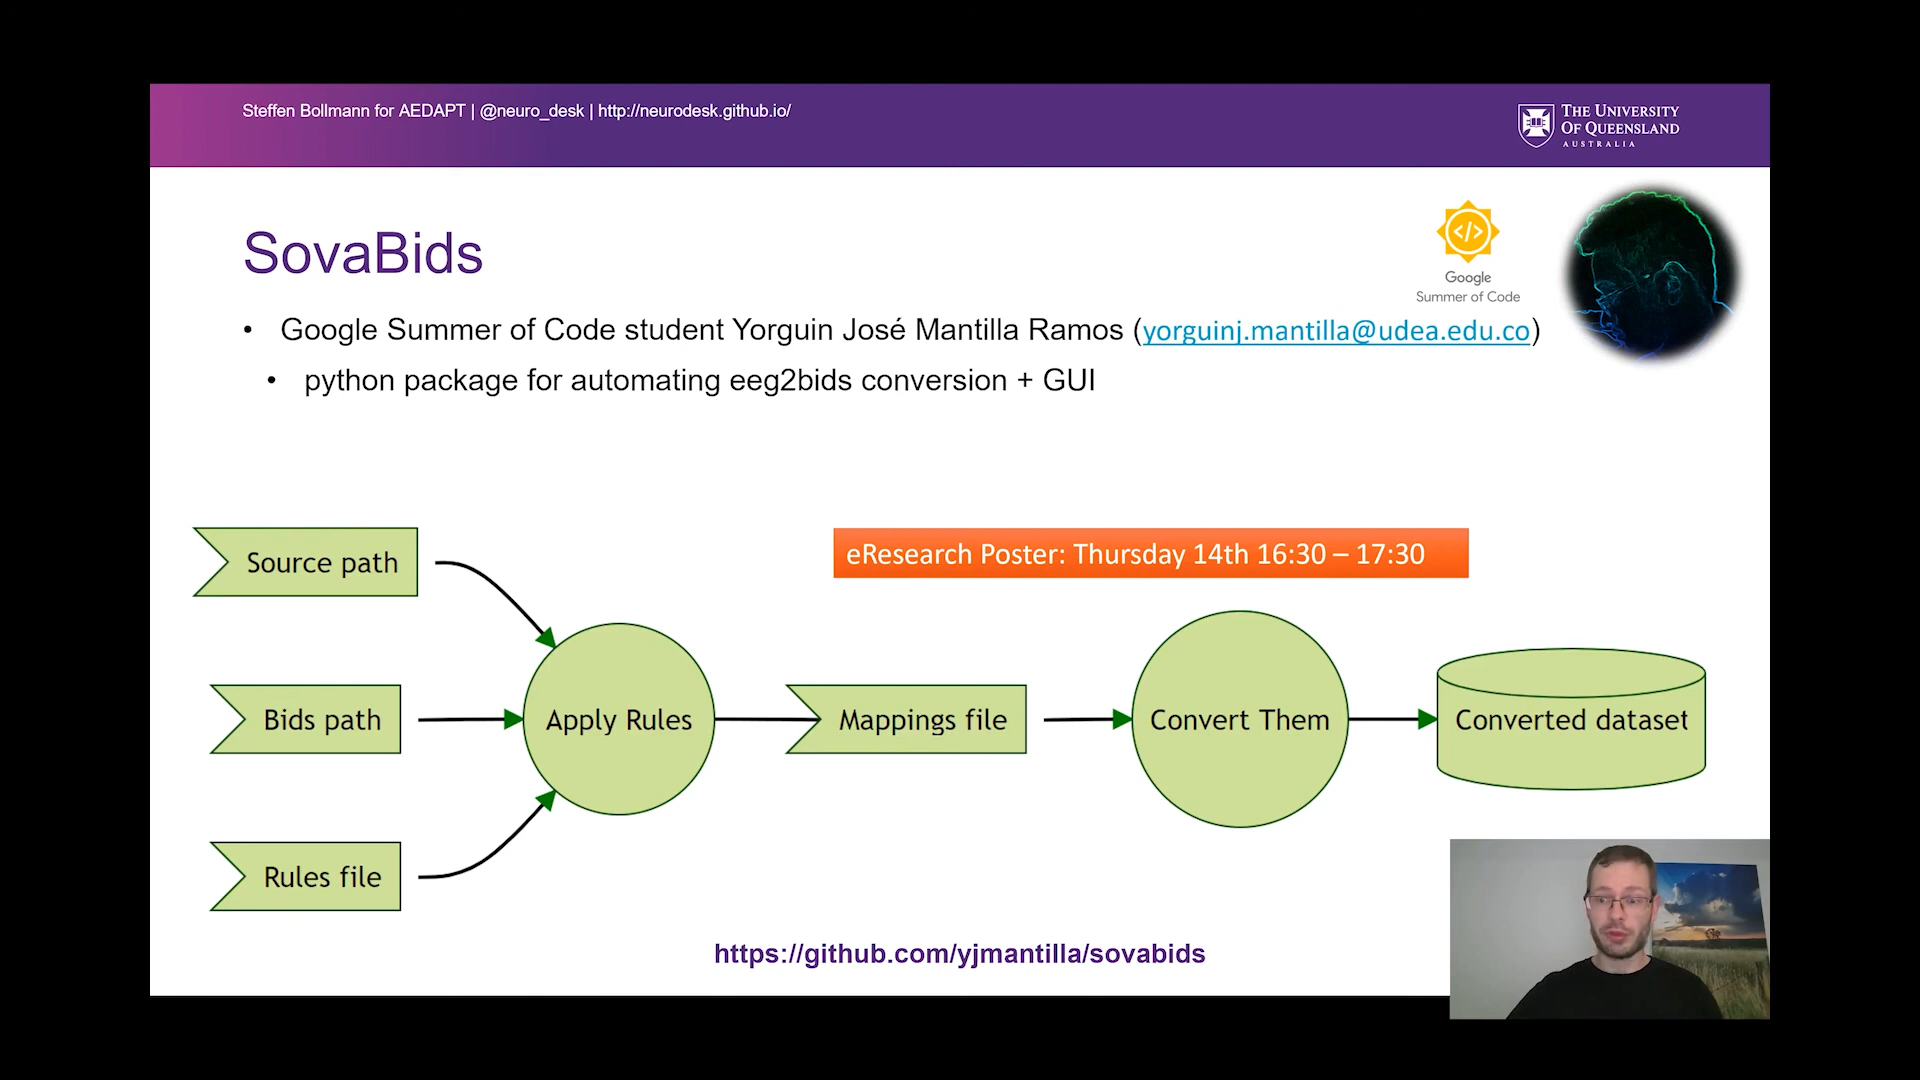 Steffen Bollmann for AEDAPT | @neuro_desk | http://neurodesk.github.io/
THE UNIVERSITY
OF QUEENSLAND
AUSTRALIA
SovaBids
</>
Google
Summer of Code
• Google Summer of Code student Yorguin José Mantilla Ramos (yorguinj.mantilla@udea.edu.co)
• python package for automating eeg2bids conversion + GUI
eResearch Poster: Thursday 14th 16:30 – 17:30
Source path
Bids path
Rules file
Apply Rules
Mappings file
Convert Them
Converted dataset
https://github.com/yjmantilla/sovabids